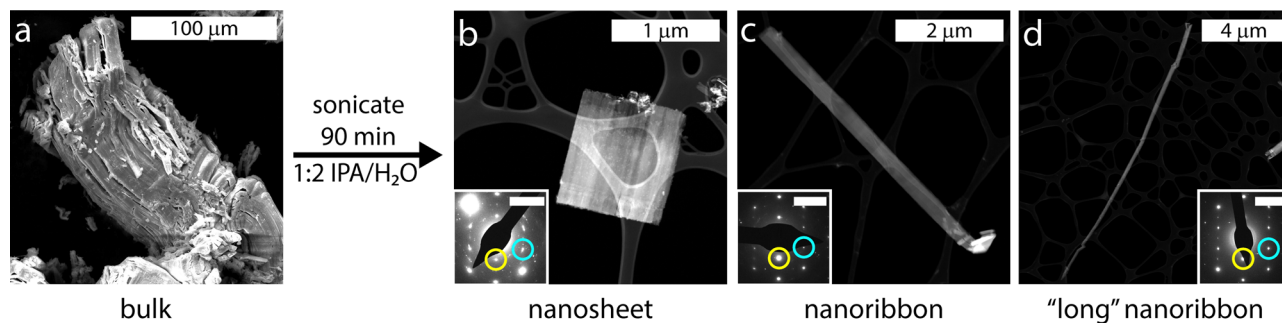 a
100 μm
sonicate
90 min
1:2 IPA/H₂O
b
1 μm
c
2 μm
d
4 μm
bulk
nanosheet
nanoribbon
“long” nanoribbon